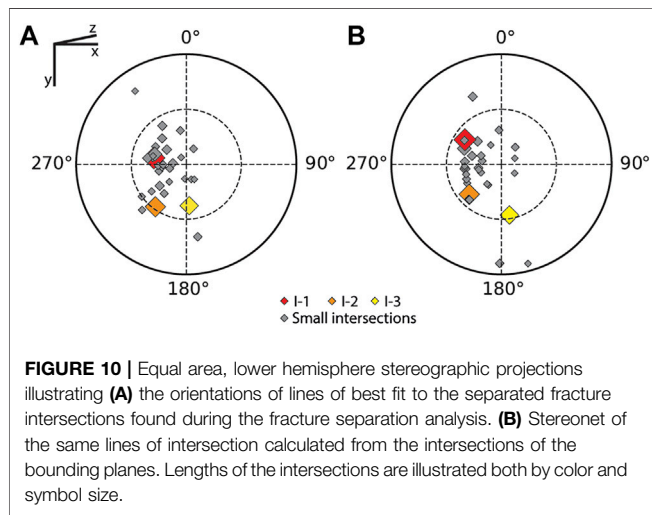 A
B
z
x
y
0°
0°
270°
90°
270°
90°
180°
180°
I-1 I-2 I-3
Small intersections
FIGURE 10 | Equal area, lower hemisphere stereographic projections
illustrating (A) the orientations of lines of best fit to the separated fracture
intersections found during the fracture separation analysis. (B) Stereonet of
the same lines of intersection calculated from the intersections of the
bounding planes. Lengths of the intersections are illustrated both by color and
symbol size.